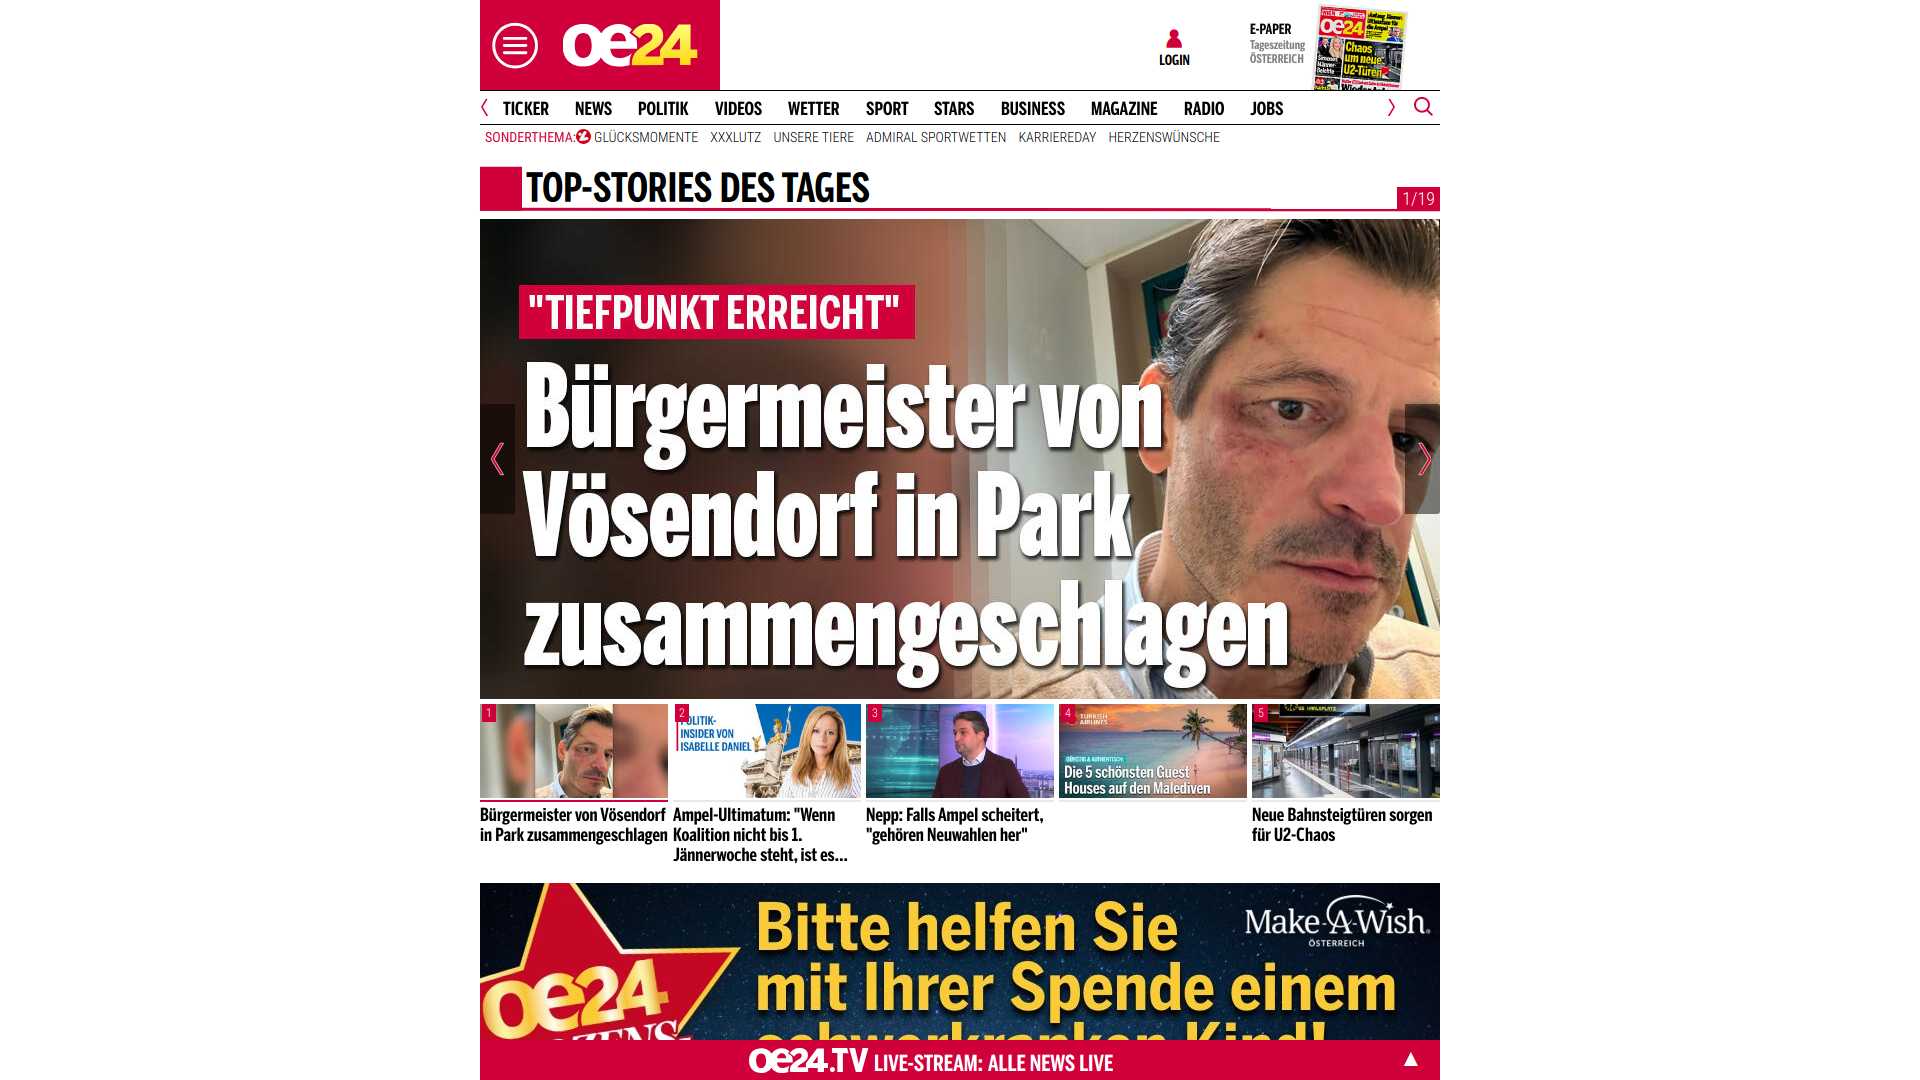 oe24
LOGIN
E-PAPER
Tageszeitung
ÖSTERREICH
oe24
Chaos
um neue
U2-Türen
TICKER NEWS POLITIK VIDEOS WETTER SPORT STARS BUSINESS MAGAZINE RADIO JOBS
SONDERTHEMA: GLÜCKSMOMENTE XXXLUTZ UNSERE TIERE ADMIRAL SPORTWETTEN KARRIEREDAY HERZENSWÜNSCHE
TOP-STORIES DES TAGES
1/19
"TIEFPUNKT ERREICHT"
Bürgermeister von
Vösendorf in Park
zusammengeschlagen
1
Bürgermeister von Vösendorf
in Park zusammengeschlagen
2
POLITIK-
INSIDER VON
ISABELLE DANIEL
Ampel-Ultimatum: "Wenn
Koalition nicht bis 1.
Jännerwoche steht, ist es...
3
Nepp: Falls Ampel scheitert,
"gehören Neuwahlen her"
4
TURKISH
AIRLINES
GÜNSTIG & AUTHENTISCH:
Die 5 schönsten Guest
Houses auf den Malediven
5
Neue Bahnsteigtüren sorgen
für U2-Chaos
oe24
Bitte helfen Sie
mit Ihrer Spende einem
schwerkranken Kind!
Make-A-Wish
ÖSTERREICH
oe24.TV LIVE-STREAM: ALLE NEWS LIVE